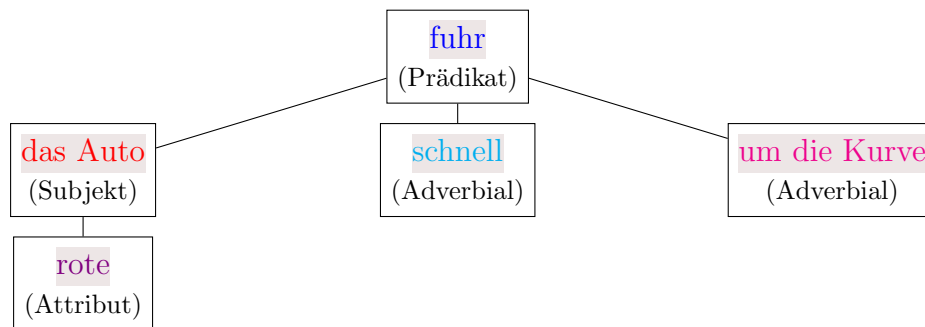 fuhr
(Prädikat)
das Auto
(Subjekt)
schnell
(Adverbial)
um die Kurve
(Adverbial)
rote
(Attribut)